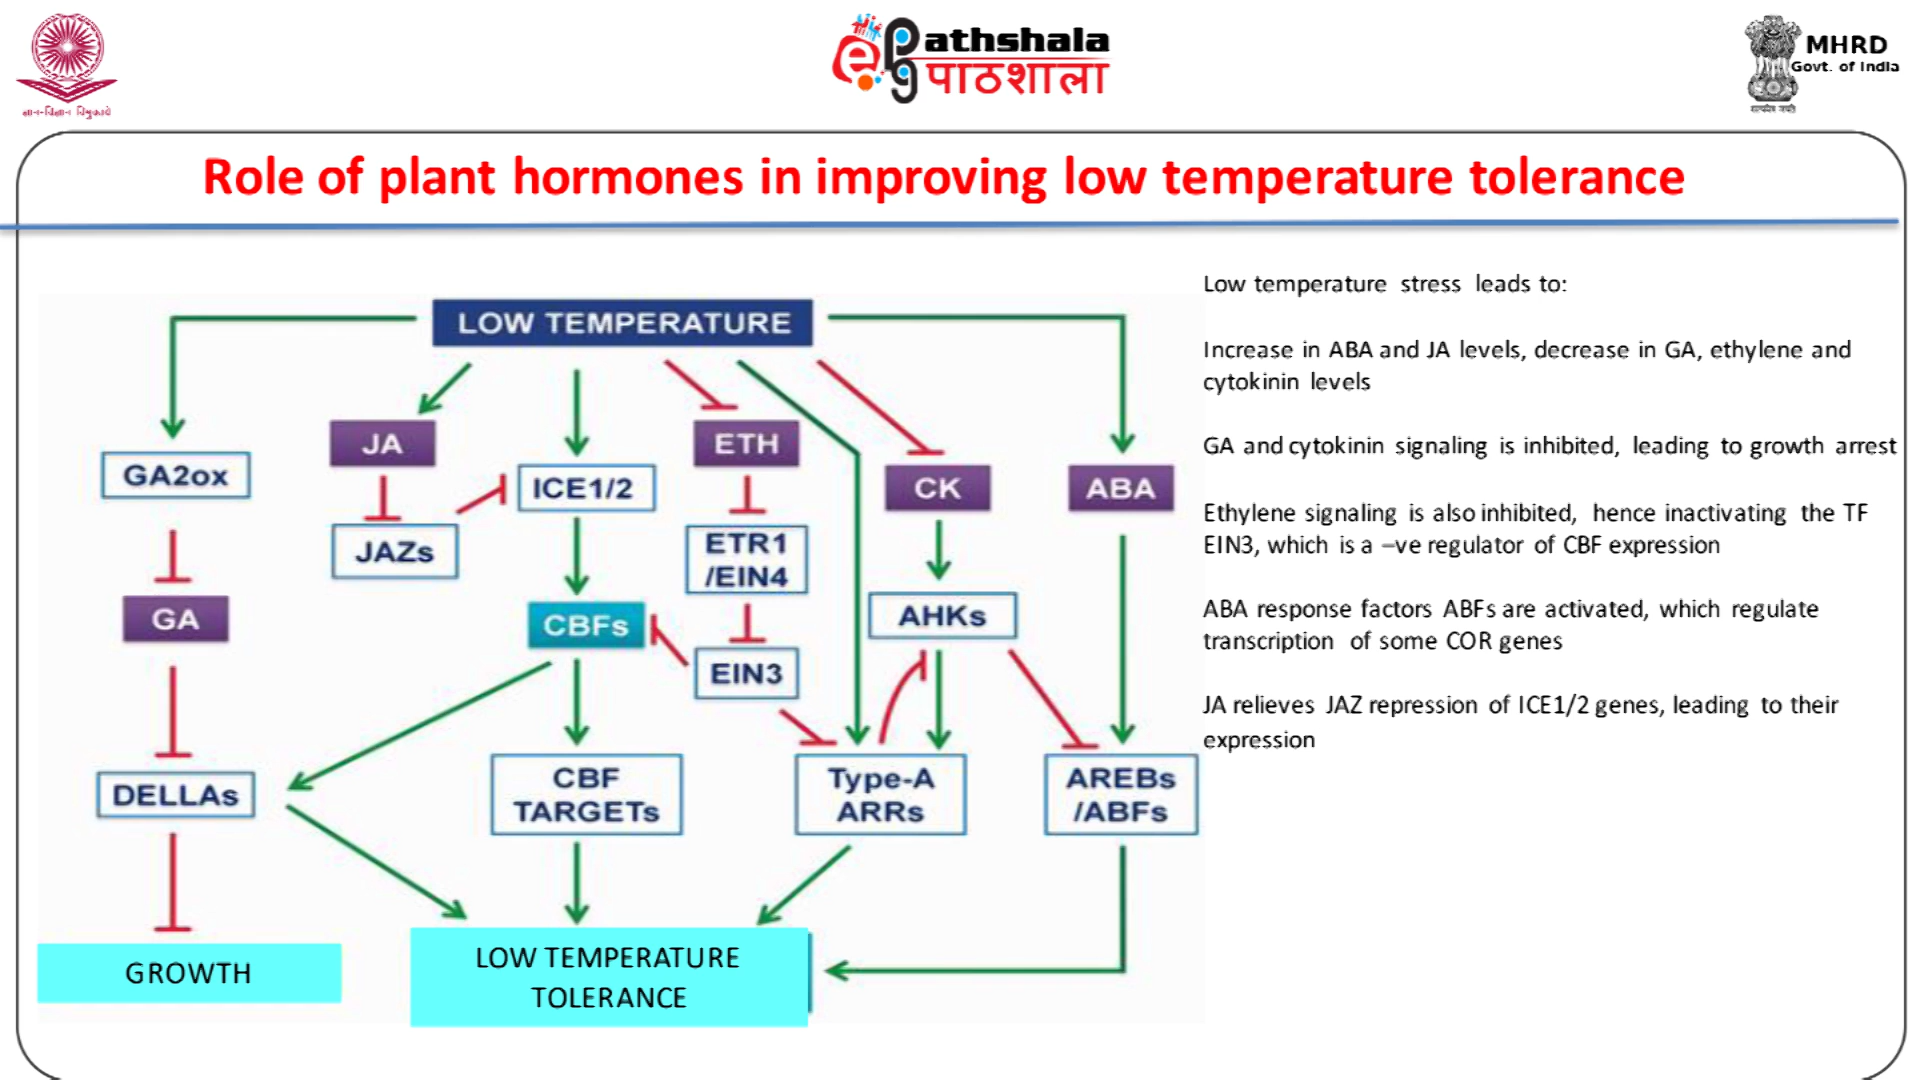 athshala
पाठशाला
MHRD
Govt. of India
सत्यमेव जयते
Role of plant hormones in improving low temperature tolerance
LOW TEMPERATURE
GA2ox
JA
ICE1/2
ETH
CK
ABA
JAZs
ETR1
/EIN4
GA
CBFs
AHKs
EIN3
DELLAs
CBF
TARGETs
Type-A
ARRs
AREBs
/ABFs
GROWTH
LOW TEMPERATURE
TOLERANCE
Low temperature stress leads to:
Increase in ABA and JA levels, decrease in GA, ethylene and
cytokinin levels
GA and cytokinin signaling is inhibited, leading to growth arrest
Ethylene signaling is also inhibited, hence inactivating the TF
EIN3, which is a –ve regulator of CBF expression
ABA response factors ABFs are activated, which regulate
transcription of some COR genes
JA relieves JAZ repression of ICE1/2 genes, leading to their
expression